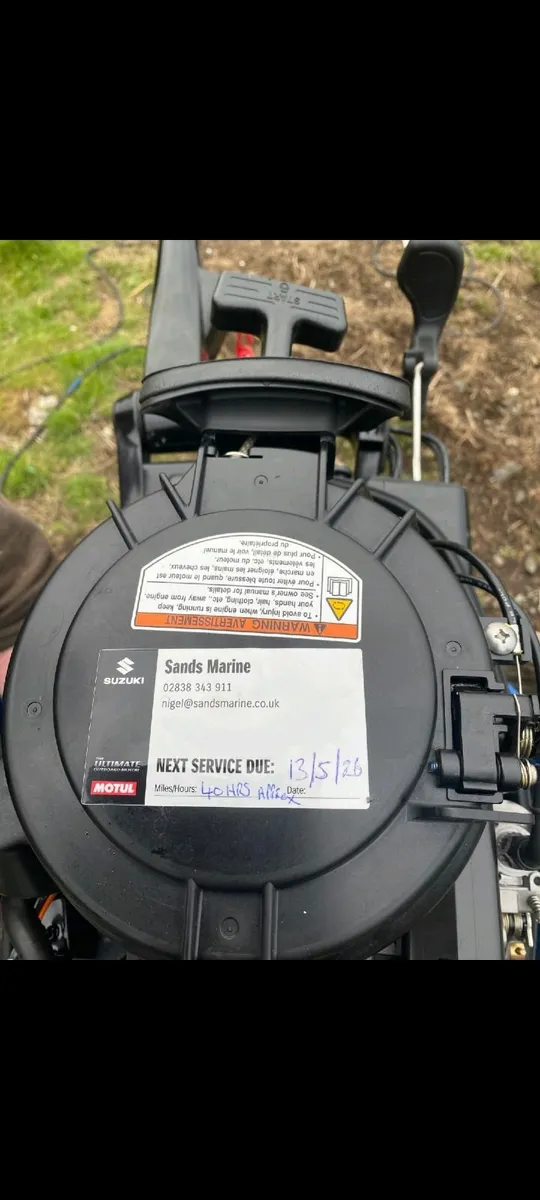 ▲ WARNING AVERTISSEMENT
• To avoid injury, when engine is running, keep
your hands, hair, clothing, etc., away from engine.
• See owner's manual for details.
• Pour éviter toute blessure, quand moteur est
en marche, éloigner les mains, les cheveux,
les vêtements, etc. du moteur.
• Pour plus de détail, voir le manuel
du propriétaire.
SUZUKI
Sands Marine
02838 343 911
nigel@sandsmarine.co.uk
THE ULTIMATE
OUTBOARD MOTOR
MOTUL
NEXT SERVICE DUE: 13/5/26
Miles/Hours: 40 HRS APPROX Date: